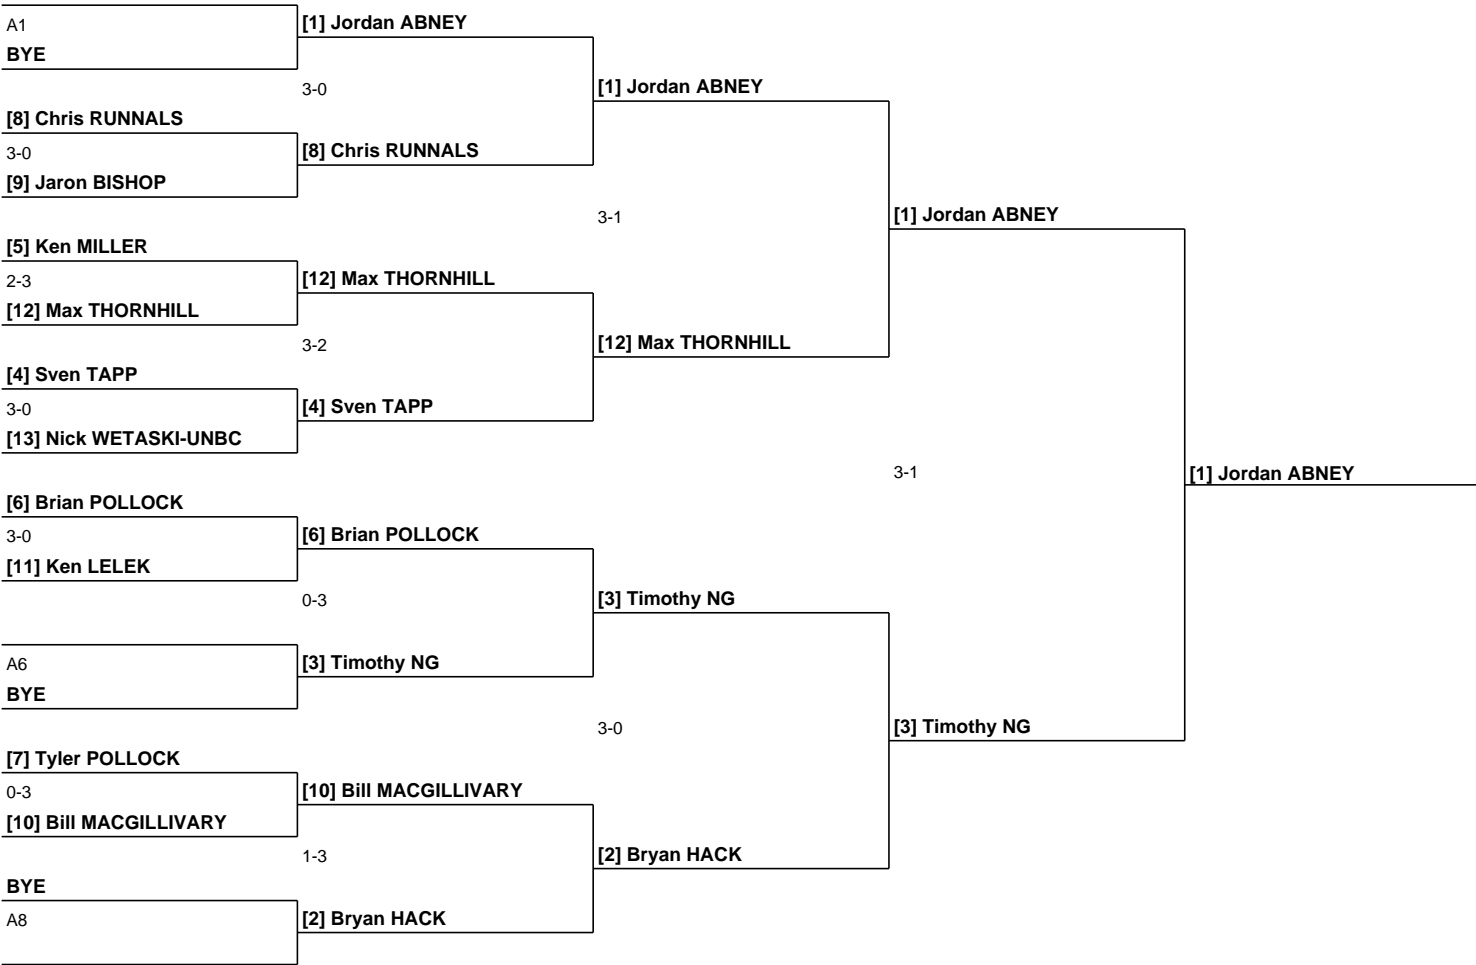 A1
BYE
[8] Chris RUNNALS
3-0
[9] Jaron BISHOP
[5] Ken MILLER
2-3
[12] Max THORNHILL
[4] Sven TAPP
3-0
[13] Nick WETASKI-UNBC
[6] Brian POLLOCK
3-0
[11] Ken LELEK
A6
BYE
[7] Tyler POLLOCK
0-3
[10] Bill MACGILLIVARY
BYE
A8
[1] Jordan ABNEY
3-0
[8] Chris RUNNALS
[12] Max THORNHILL
3-2
[4] Sven TAPP
[6] Brian POLLOCK
0-3
[3] Timothy NG
[10] Bill MACGILLIVARY
1-3
[2] Bryan HACK
[1] Jordan ABNEY
3-1
[12] Max THORNHILL
[3] Timothy NG
3-0
[2] Bryan HACK
[1] Jordan ABNEY
3-1
[3] Timothy NG
[1] Jordan ABNEY